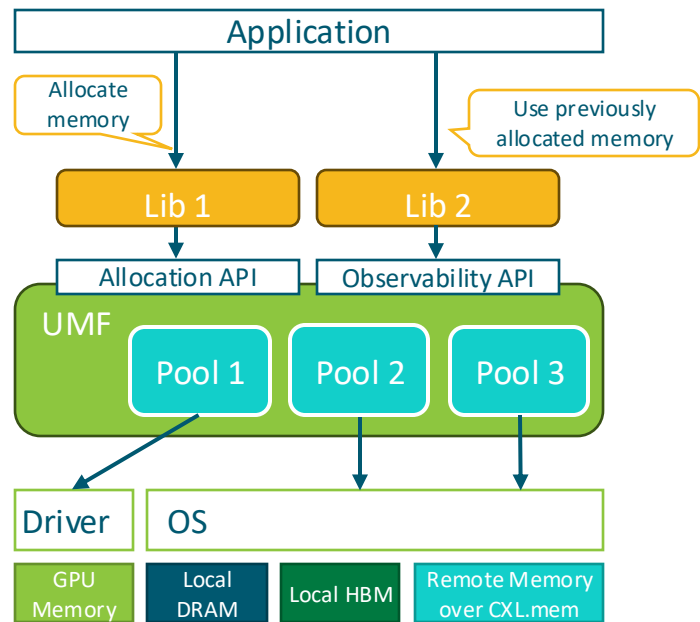 Application
Allocate
memory
Use previously
allocated memory
Lib 1
Lib 2
Allocation API
Observability API
UMF
Pool 1
Pool 2
Pool 3
Driver
OS
GPU
Memory
Local
DRAM
Local HBM
Remote Memory
over CXL.mem